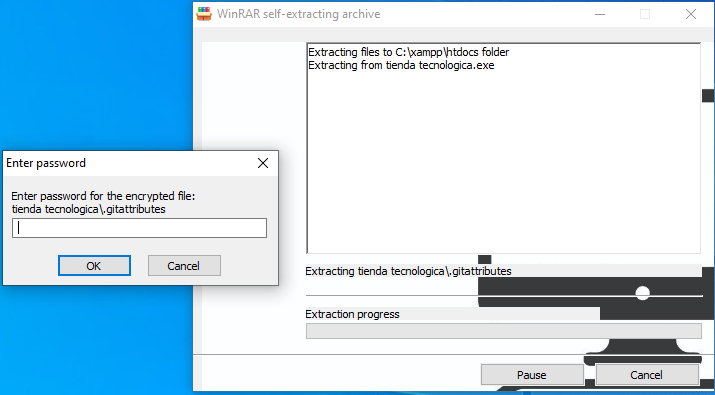 WinRAR self-extracting archive
Extracting files to C:\xampp\htdocs folder
Extracting from tienda tecnologica.exe
Enter password
Enter password for the encrypted file:
tienda tecnologica\.gitattributes
OK
Cancel
Extracting tienda tecnologica\.gitattributes
Extraction progress
Pause
Cancel